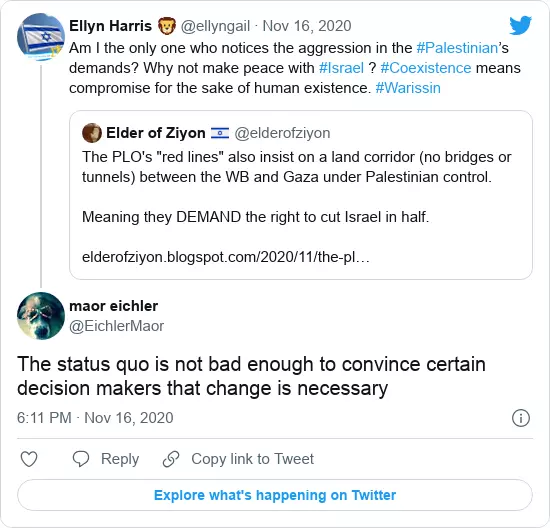 Ellyn Harris 🦁 @ellyngail · Nov 16, 2020
Am I the only one who notices the aggression in the #Palestinian’s
demands? Why not make peace with #Israel ? #Coexistence means
compromise for the sake of human existence. #Warissin
Elder of Ziyon 🇮🇱 @elderofziyon
The PLO's "red lines" also insist on a land corridor (no bridges or
tunnels) between the WB and Gaza under Palestinian control.
Meaning they DEMAND the right to cut Israel in half.
elderofziyon.blogspot.com/2020/11/the-pl…
maor eichler
@EichlerMaor
The status quo is not bad enough to convince certain
decision makers that change is necessary
6:11 PM · Nov 16, 2020
Reply
Copy link to Tweet
Explore what's happening on Twitter